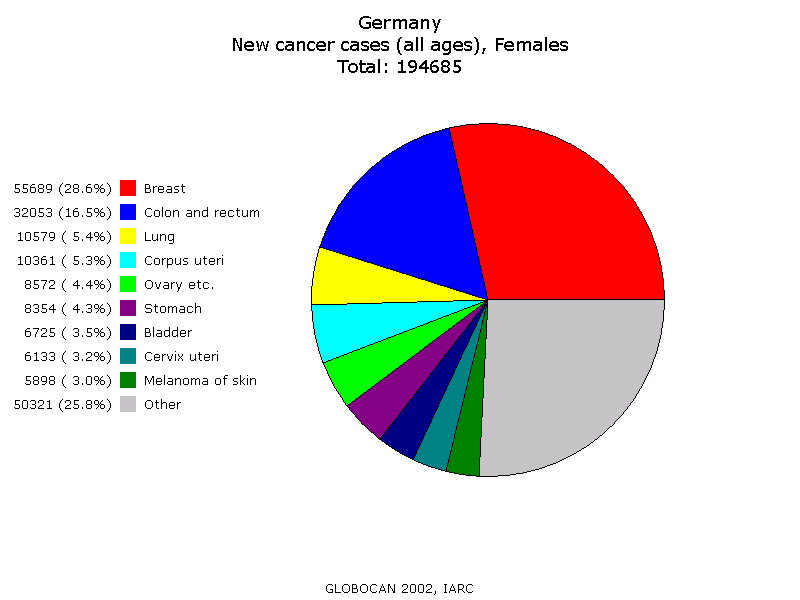 Germany
New cancer cases (all ages), Females
Total: 194685
55689 (28.6%) Breast
32053 (16.5%) Colon and rectum
10579 ( 5.4%) Lung
10361 ( 5.3%) Corpus uteri
8572 ( 4.4%) Ovary etc.
8354 ( 4.3%) Stomach
6725 ( 3.5%) Bladder
6133 ( 3.2%) Cervix uteri
5898 ( 3.0%) Melanoma of skin
50321 (25.8%) Other
GLOBOCAN 2002, IARC